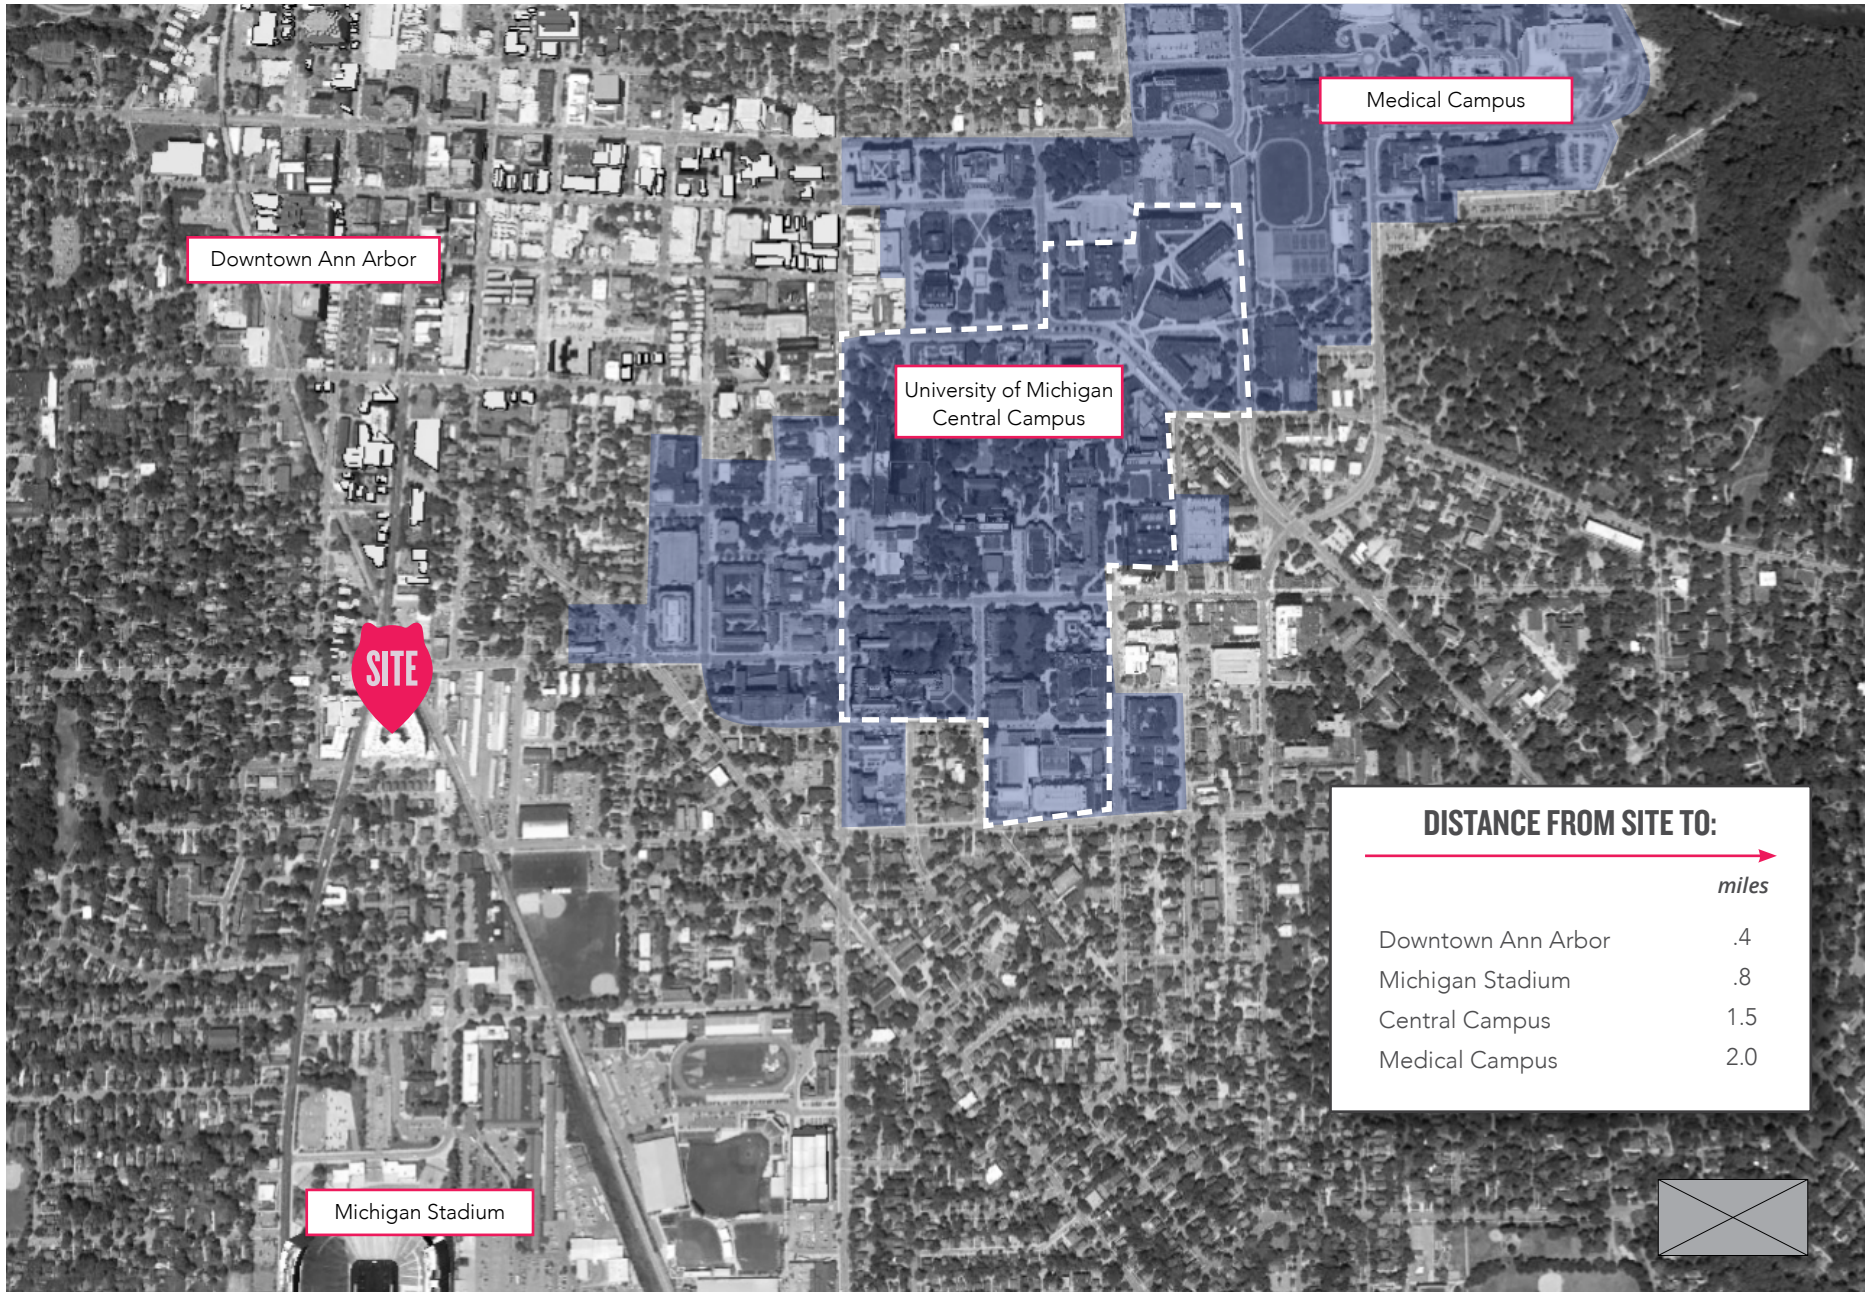 Medical Campus
Downtown Ann Arbor
University of Michigan
Central Campus
SITE
DISTANCE FROM SITE TO:
miles
Downtown Ann Arbor .4
Michigan Stadium .8
Central Campus 1.5
Medical Campus 2.0
Michigan Stadium